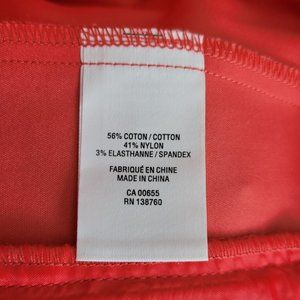 56% COTON / COTTON
41% NYLON
3% ELASTHANNE / SPANDEX
FABRIQUÉ EN CHINE
MADE IN CHINA
CA 00655
RN 138760